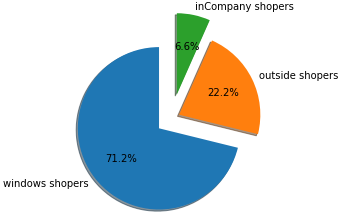 inCompany shopers
6.6%
outside shopers
22.2%
71.2%
windows shopers